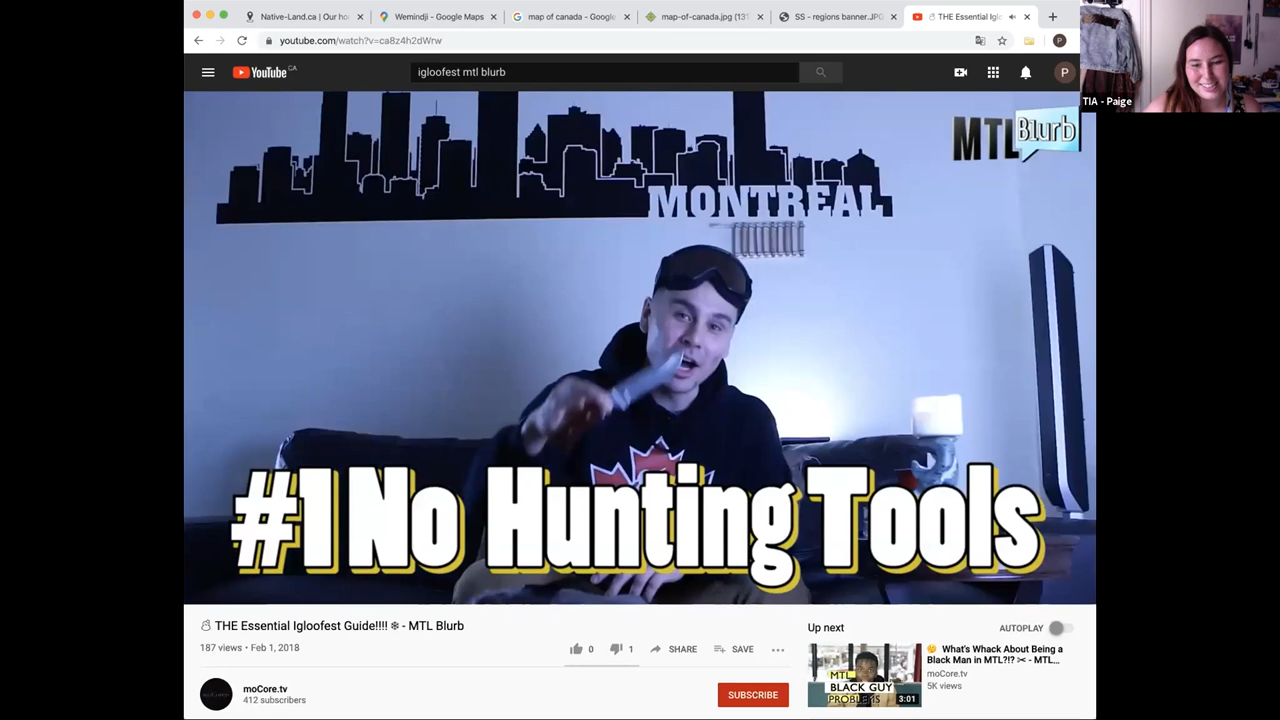 Native-Land.ca | Our ho
Wemindji - Google Maps
map of canada - Google
map-of-canada.jpg (131
SS - regions banner.JPG
THE Essential Iglo
youtube.com/watch?v=ca8z4h2dWrw
P
YouTube CA
igloofest mtl blurb
P
TIA - Paige
MTL Blurb
MONTREAL
#1 No Hunting Tools
THE Essential Igloofest Guide!!!! ❄ - MTL Blurb
187 views • Feb 1, 2018
0
1
SHARE
SAVE
moCore.tv
412 subscribers
SUBSCRIBE
Up next
AUTOPLAY
MTL
BLACK GUY
PROBLEMS
3:01
What's Whack About Being a
Black Man in MTL?!? ✂ - MTL...
moCore.tv
5K views